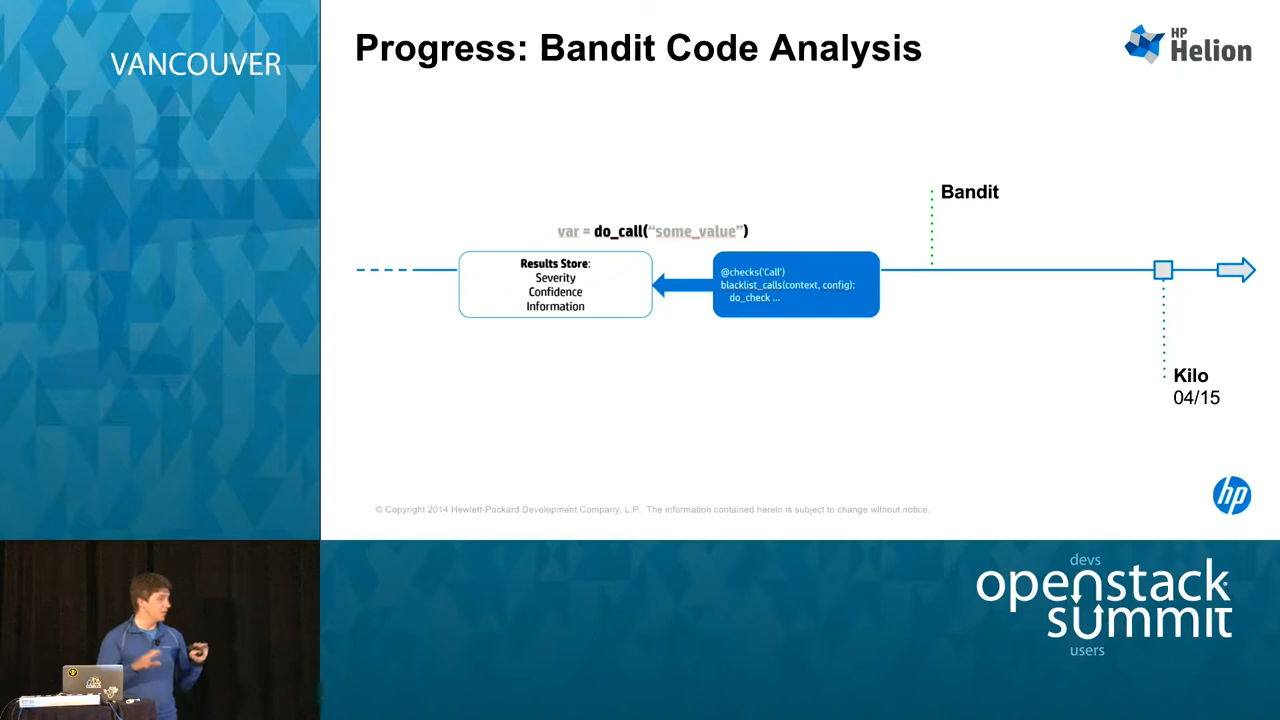 VANCOUVER
Progress: Bandit Code Analysis
HP
Helion
Bandit
var = do_call(“some_value”)
Results Store:
Severity
Confidence
Information
@checks('Call')
blacklist_calls(context, config):
do_check ...
Kilo
04/15
hp
© Copyright 2014 Hewlett-Packard Development Company, L.P. The information contained herein is subject to change without notice.
devs
openstack
summit
users